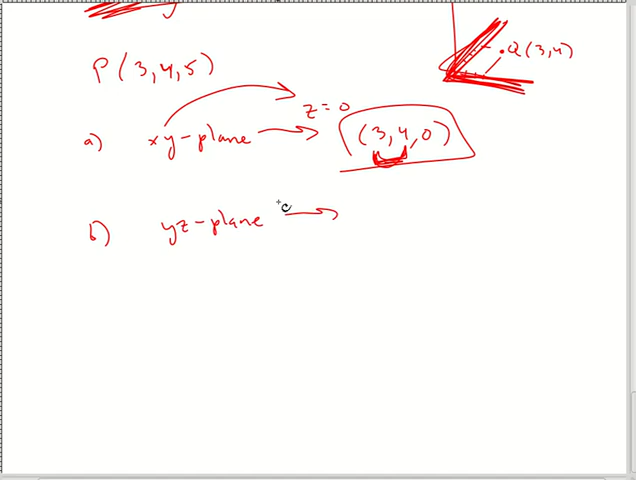 Q(3,4)
P(3,4,5)
z=0
a) xy-plane → (3,4,0)
b) yz-plane →